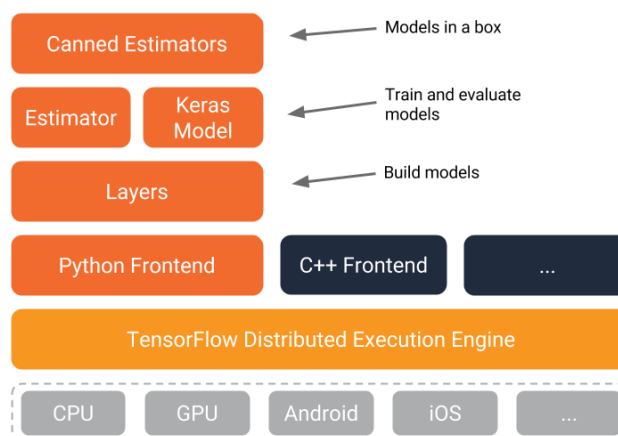 Canned Estimators
Models in a box
Estimator
Keras
Model
Train and evaluate
models
Layers
Build models
Python Frontend
C++ Frontend
...
TensorFlow Distributed Execution Engine
CPU
GPU
Android
iOS
...